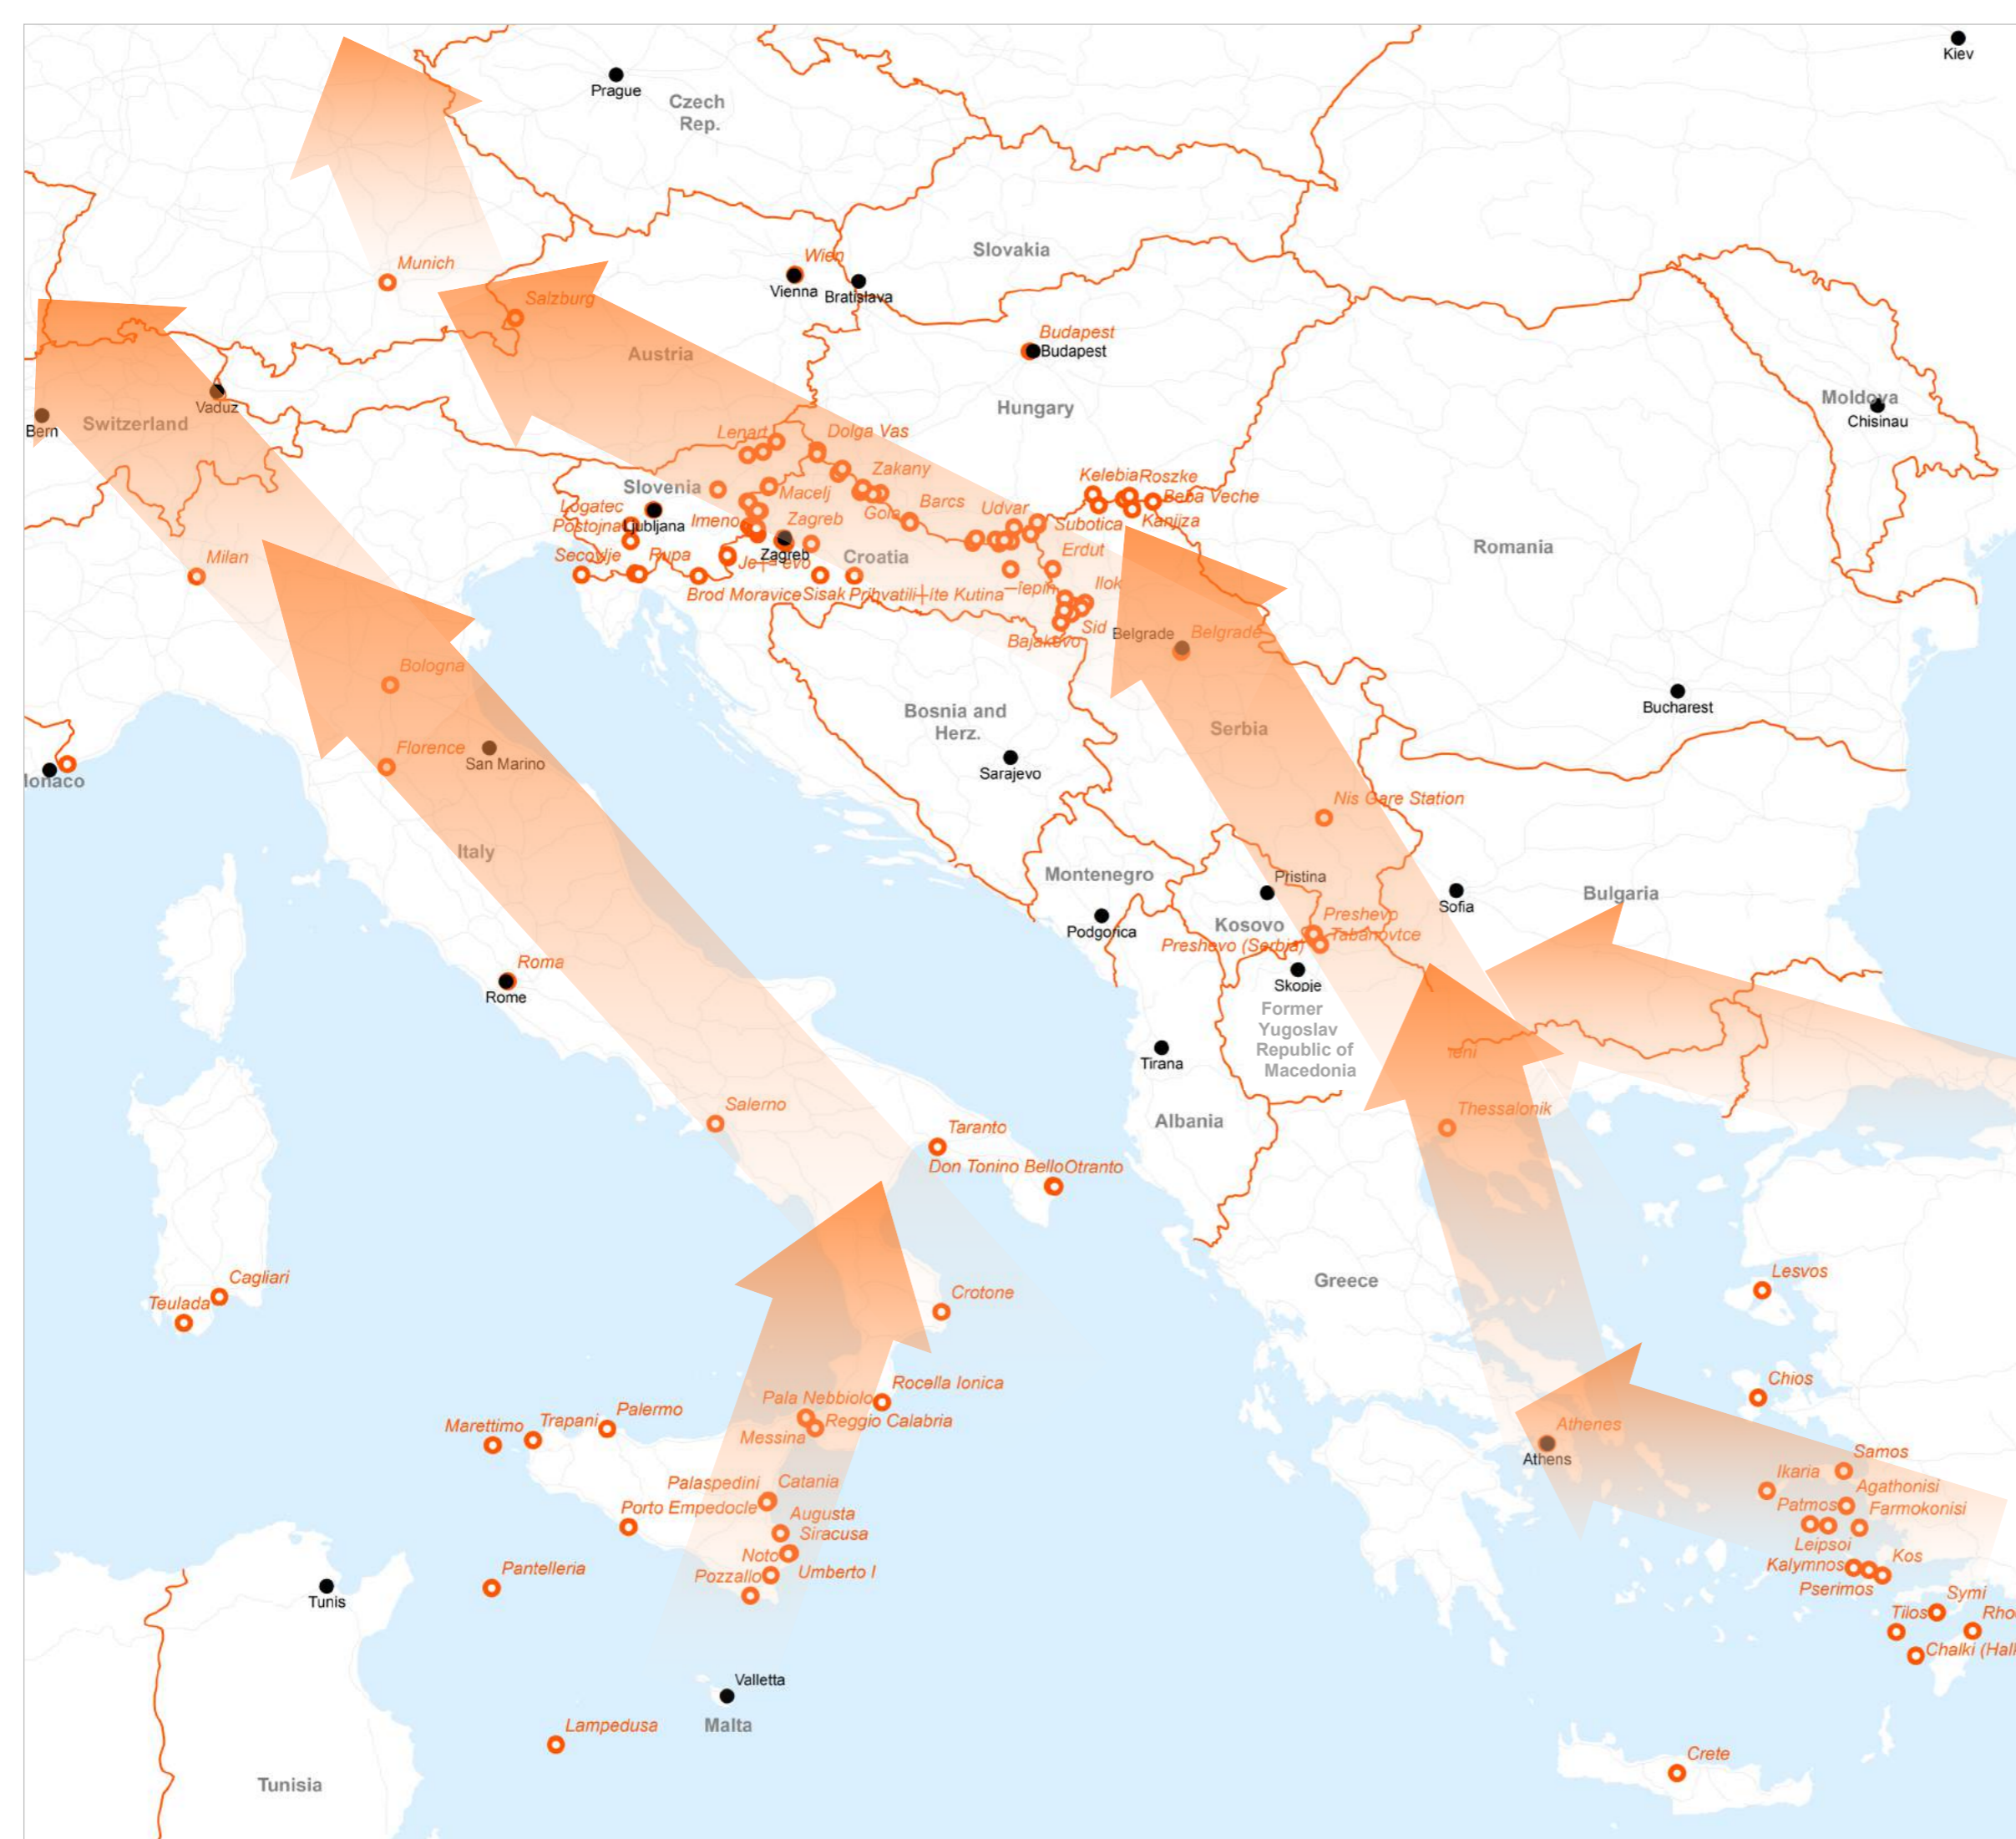 Kiev
Prague
Czech
Rep.
Slovakia
Munich
Wien
Vienna
Bratislava
Salzburg
Austria
Budapest
Budapest
Hungary
Vaduz
Bern
Switzerland
Moldova
Chisinau
Lenart
Dolga Vas
Zakany
Slovenia
Macelj
Barcs
Gola
Udvar
Kelebia
Roszke
Beba Veche
Kanjiza
Subotica
Logatec
Postojna
Ljubljana
Imeno
Zagreb
Zagreb
Croatia
Erdut
Romania
Milan
Secovlje
Rupa
Brod Moravice
Sisak
Prihvatili┼ite Kutina
Ilok
Sid
Bajakovo
Belgrade
Belgrade
Bologna
Bosnia and
Herz.
Serbia
Bucharest
Florence
San Marino
Sarajevo
Nis Gare Station
Italy
Montenegro
Pristina
Sofia
Bulgaria
Podgorica
Kosovo
Preshevo
Preshevo (Serbia)
Tabanovtce
Roma
Rome
Skopje
Former
Yugoslav
Republic of
Macedonia
Tirana
Albania
Salerno
Thessalonik
Taranto
Don Tonino Bello
Otranto
Greece
Lesvos
Cagliari
Teulada
Crotone
Chios
Rocella Ionica
Pala Nebbiolo
Reggio Calabria
Messina
Marettimo
Trapani
Palermo
Athenes
Athens
Samos
Ikaria
Agathonisi
Patmos
Farmokonisi
Leipsoi
Palaspedini
Catania
Porto Empedocle
Augusta
Siracusa
Noto
Umberto I
Pozzallo
Kalymnos
Kos
Pserimos
Symi
Tilos
Pantelleria
Tunis
Valletta
Malta
Lampedusa
Crete
Tunisia